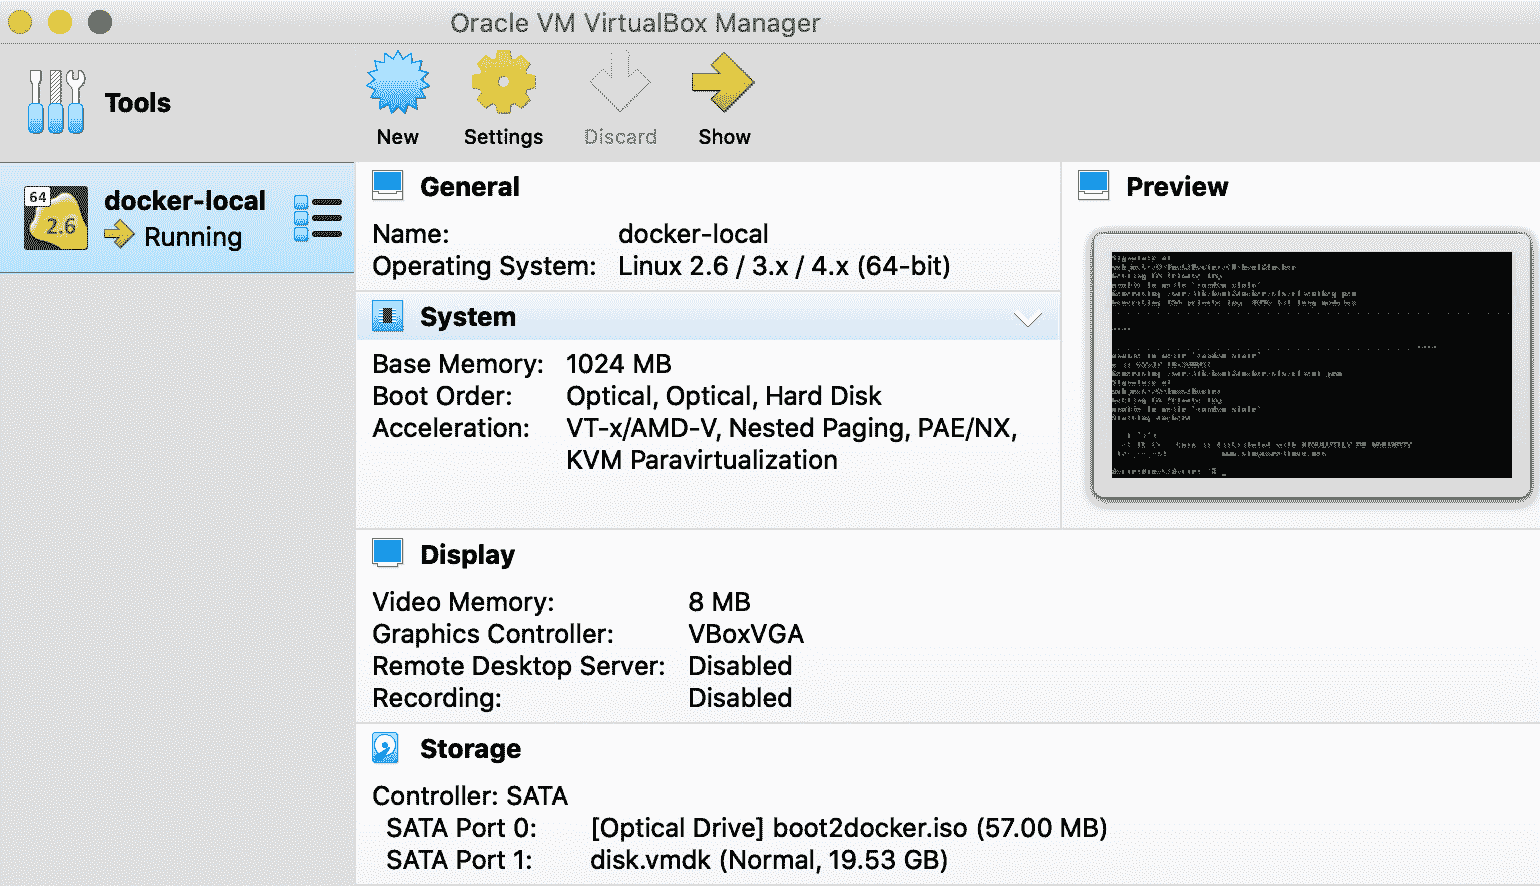 Oracle VM VirtualBox Manager
Tools
New
Settings
Discard
Show
64
2.6
docker-local
Running
General
Name: docker-local
Operating System: Linux 2.6 / 3.x / 4.x (64-bit)
System
Base Memory: 1024 MB
Boot Order: Optical, Optical, Hard Disk
Acceleration: VT-x/AMD-V, Nested Paging, PAE/NX,
KVM Paravirtualization
Preview
Display
Video Memory: 8 MB
Graphics Controller: VBoxVGA
Remote Desktop Server: Disabled
Recording: Disabled
Storage
Controller: SATA
SATA Port 0: [Optical Drive] boot2docker.iso (57.00 MB)
SATA Port 1: disk.vmdk (Normal, 19.53 GB)